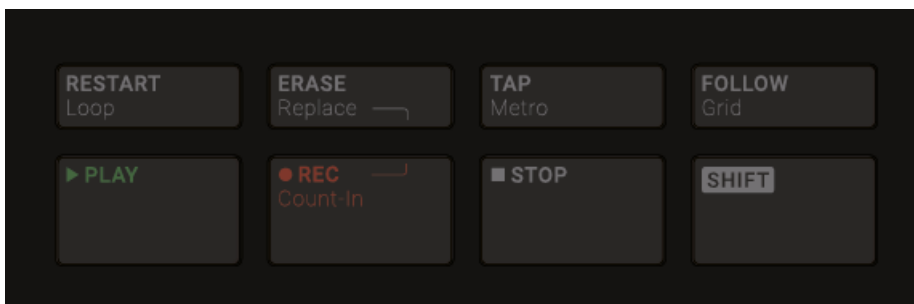 RESTART
Loop
ERASE
Replace
TAP
Metro
FOLLOW
Grid
PLAY
REC
Count-In
STOP
SHIFT